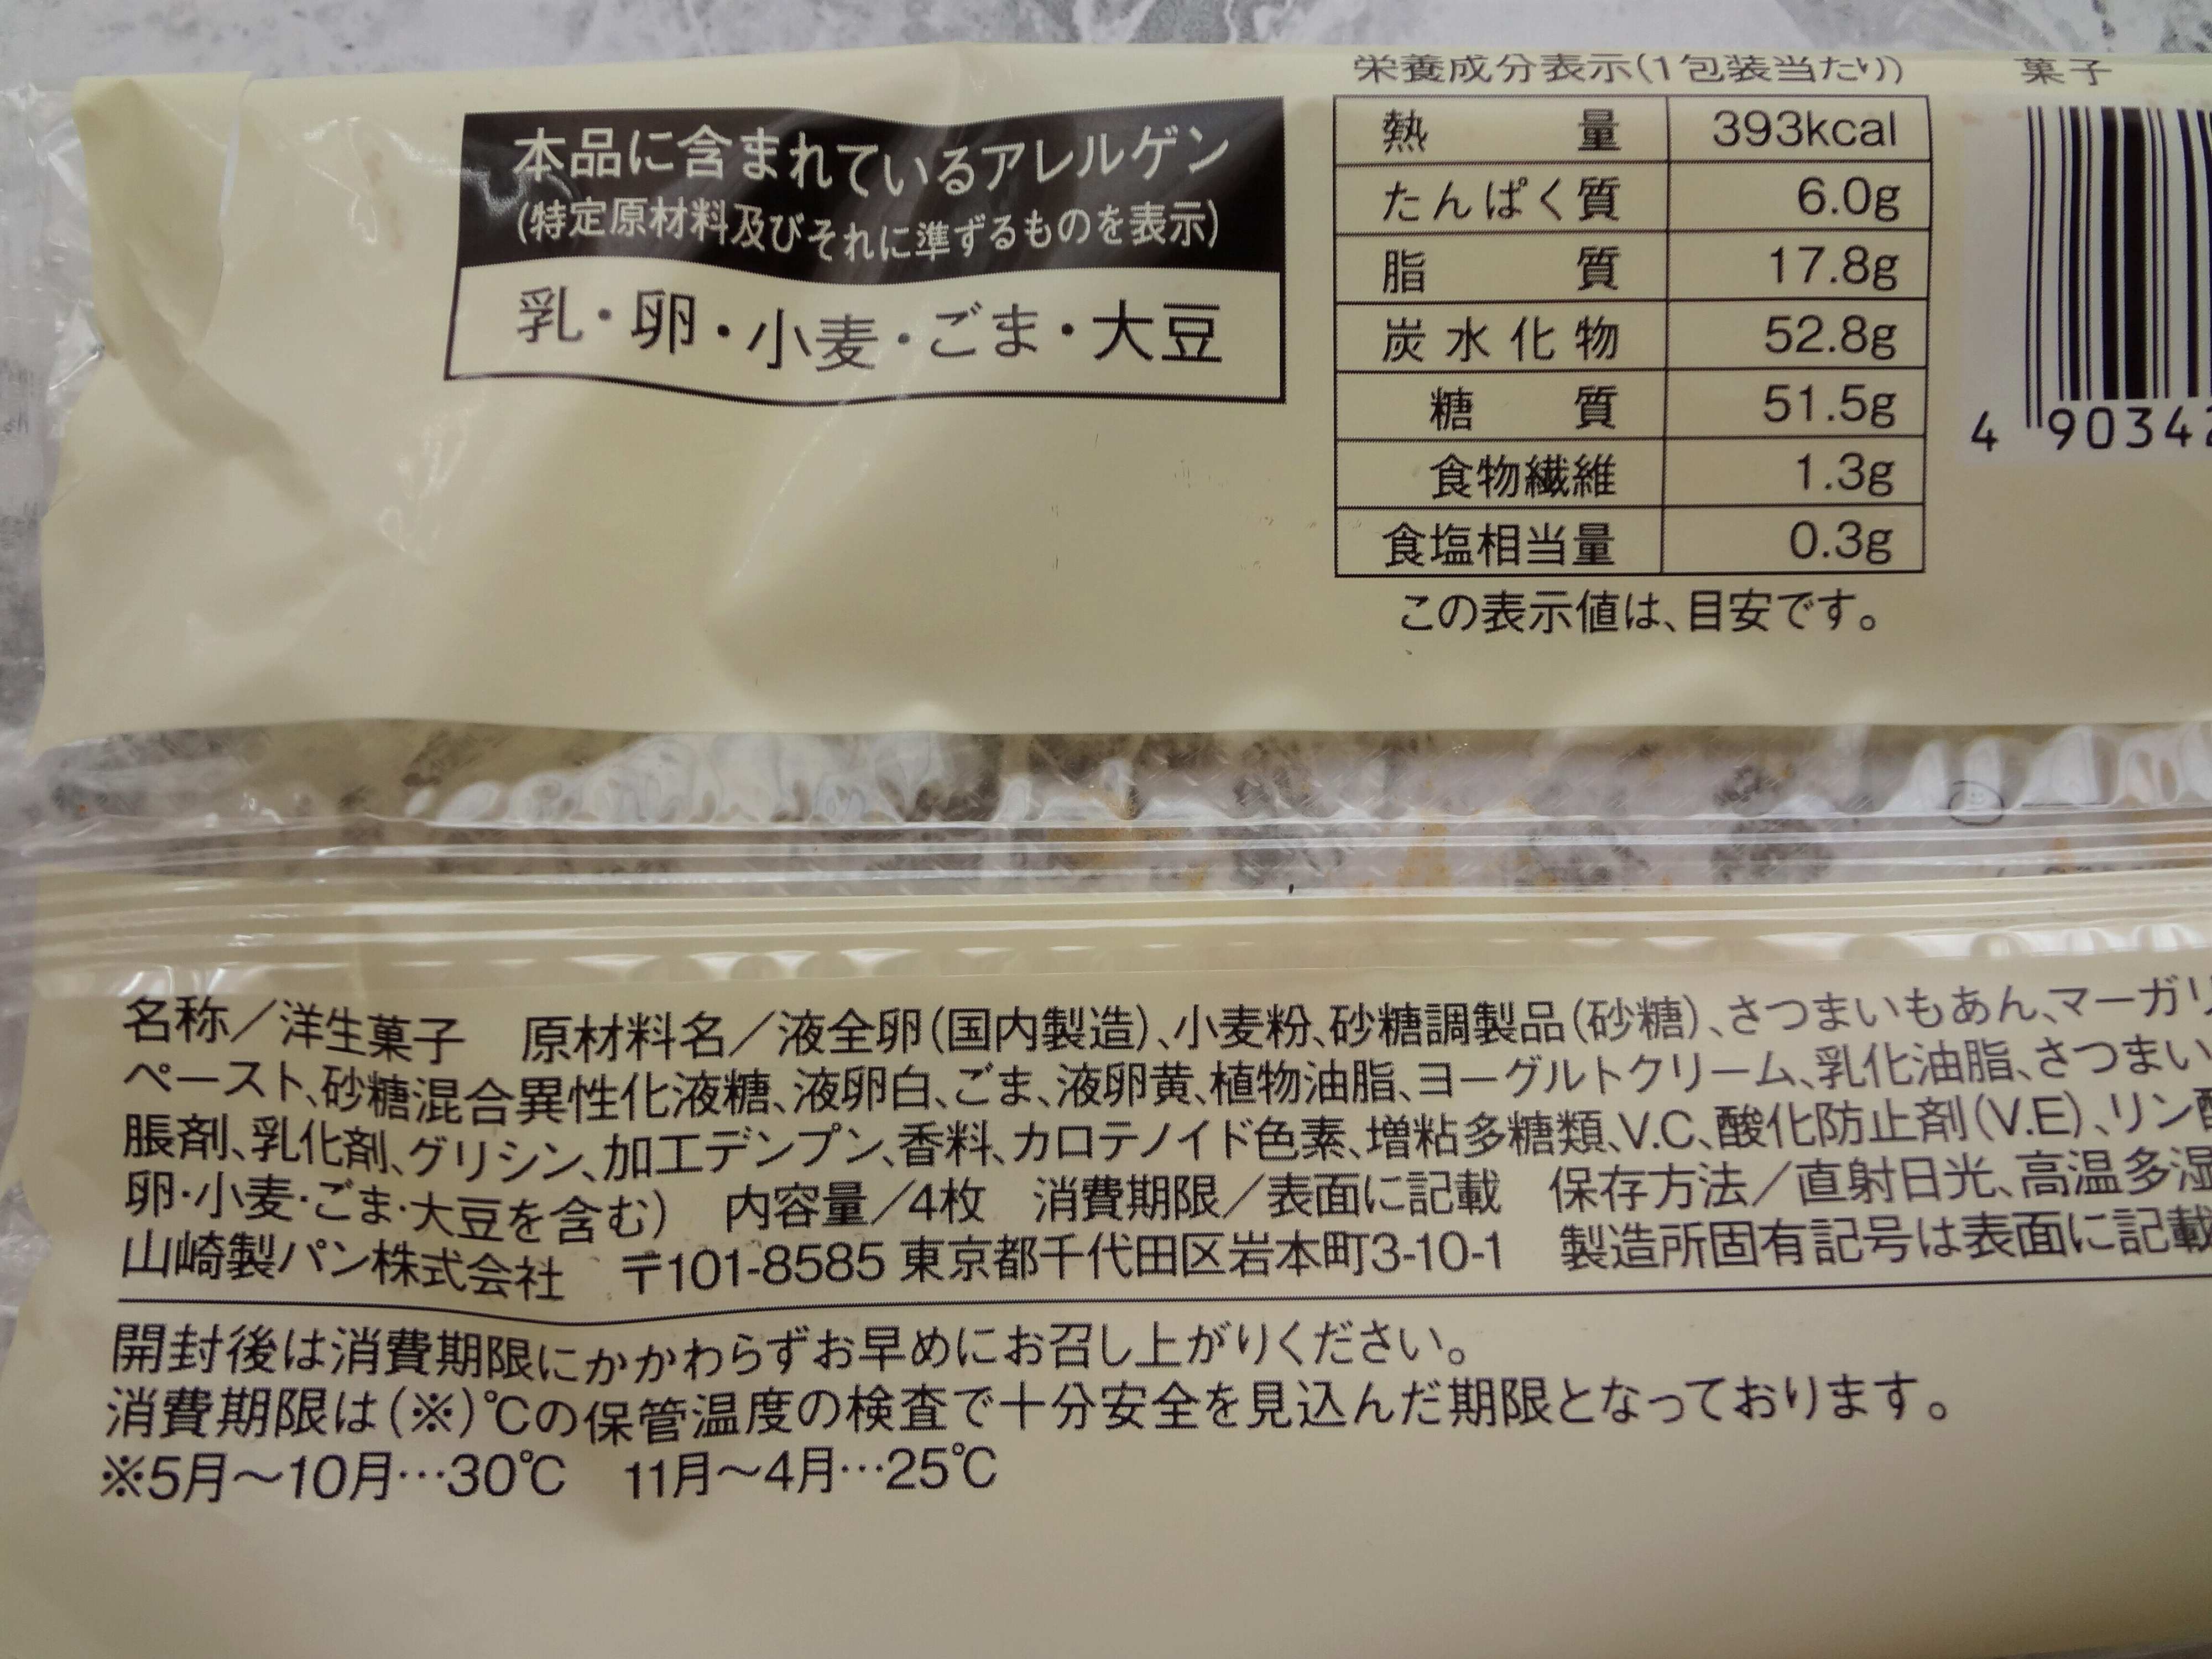 本品に含まれているアレルゲン
(特定原材料及びそれに準ずるものを表示)
乳・卵・小麦・ごま・大豆
栄養成分表示(1包装当たり)
熱量 393kcal
たんぱく質 6.0g
脂質 17.8g
炭水化物 52.8g
糖質 51.5g
食物繊維 1.3g
食塩相当量 0.3g
この表示値は、目安です。
菓子
4 90342
名称／洋生菓子 原材料名／液全卵(国内製造)、小麦粉、砂糖調製品(砂糖)、さつまいもあん、マーガリ
ペースト、砂糖混合異性化液糖、液卵白、ごま、液卵黄、植物油脂、ヨーグルトクリーム、乳化油脂、さつまい
脹剤、乳化剤、グリシン、加工デンプン、香料、カロテノイド色素、増粘多糖類、V.C、酸化防止剤(V.E)、リン酸
卵・小麦・ごま・大豆を含む) 内容量／4枚 消費期限／表面に記載 保存方法／直射日光、高温多湿
山崎製パン株式会社 〒101-8585 東京都千代田区岩本町3-10-1 製造所固有記号は表面に記載
開封後は消費期限にかかわらずお早めにお召し上がりください。
消費期限は(※)℃の保管温度の検査で十分安全を見込んだ期限となっております。
※5月～10月…30℃ 11月～4月…25℃